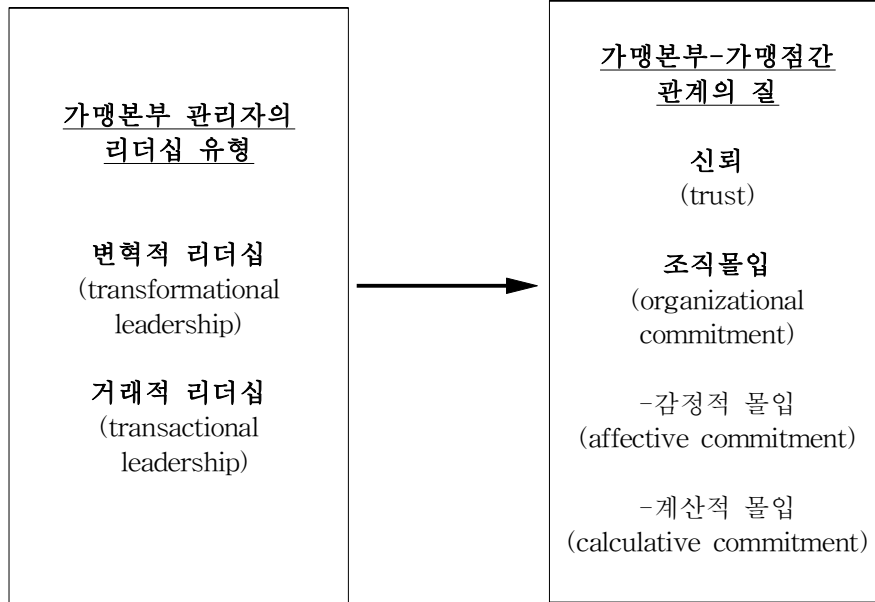 가맹본부 관리자의
리더십 유형
변혁적 리더십
(transformational
leadership)
거래적 리더십
(transactional
leadership)
가맹본부-가맹점간
관계의 질
신뢰
(trust)
조직몰입
(organizational
commitment)
-감정적 몰입
(affective commitment)
-계산적 몰입
(calculative commitment)